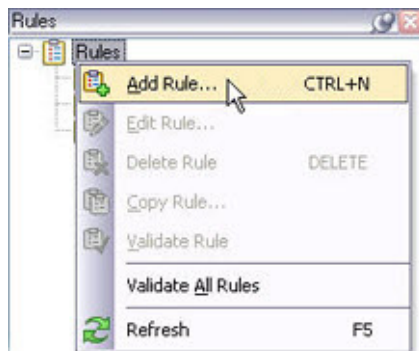 Rules
Rules
Add Rule... CTRL+N
Edit Rule...
Delete Rule DELETE
Copy Rule...
Validate Rule
Validate All Rules
Refresh F5